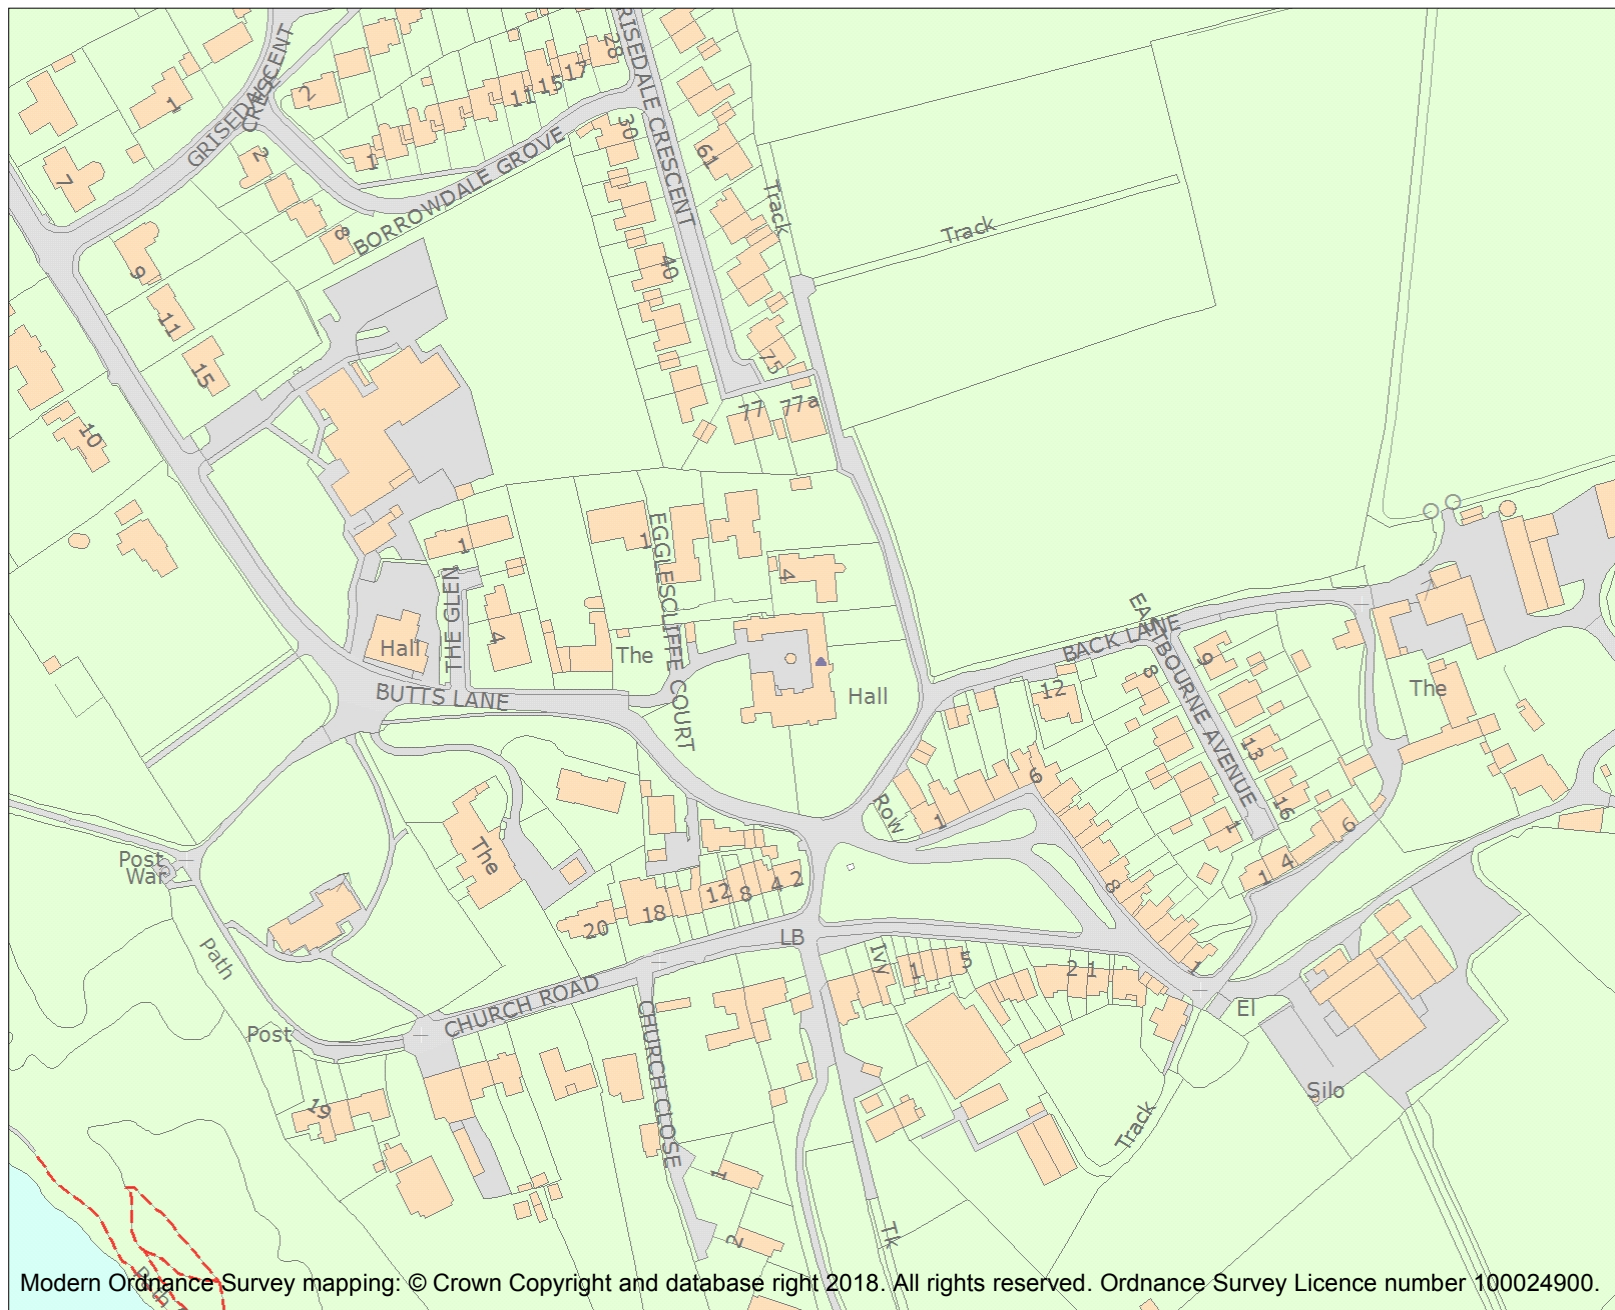 GRISEDALE
CRESCENT
RISEDALE CRESCENT
28
17
15
11
2
1
1
2
7
30
61
BORROWDALE GROVE
8
Track
Track
9
40
11
15
75
10
77
77a
1
EGGLESCLIFFE COURT
1
4
THE GLEN
4
Hall
The
Hall
BUTTS LANE
BACK LANE
EASTBOURNE AVENUE
9
8
12
The
13
6
Row
1
16
1
6
4
1
8
Post
War
The
12
8
4
2
18
20
LB
Path
Ivy
1
5
2
1
1
El
CHURCH ROAD
Post
CHURCH CLOSE
Silo
19
Track
1
2
Tk
Path
Modern Ordnance Survey mapping: © Crown Copyright and database right 2018. All rights reserved. Ordnance Survey Licence number 100024900.